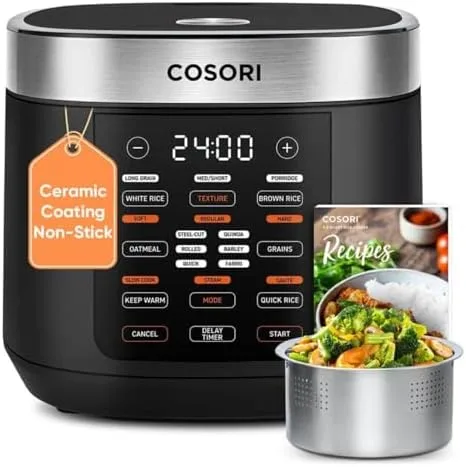 COSORI
24:00
LONG GRAIN MED/SHORT PORRIDGE
WHITE RICE TEXTURE BROWN RICE
SOFT REGULAR HARD
STEEL-CUT QUINOA
OATMEAL ROLLED BARLEY GRAINS
QUICK FARRO
SLOW COOK STEAM SAUTE
KEEP WARM MODE QUICK RICE
CANCEL DELAY TIMER START
Ceramic
Coating
Non-Stick
COSORI
Recipes